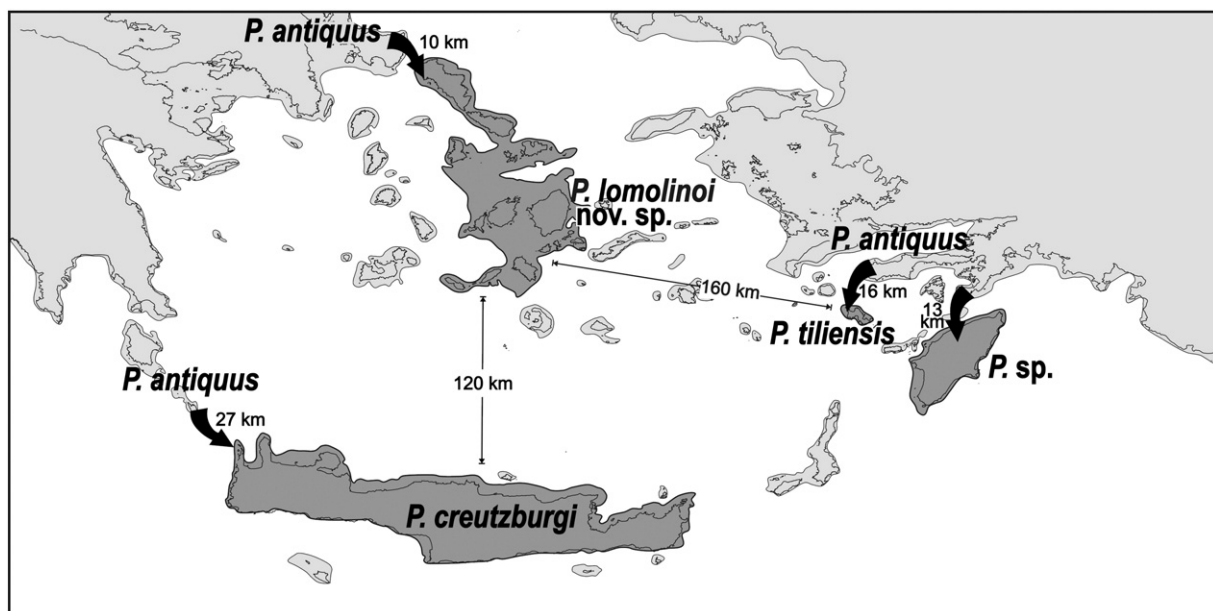 P. antiquus
10 km
P. lomolinoi
nov. sp.
P. antiquus
160 km
16 km
13
km
P. tiliensis
P. sp.
P. antiquus
120 km
27 km
P. creutzburgi